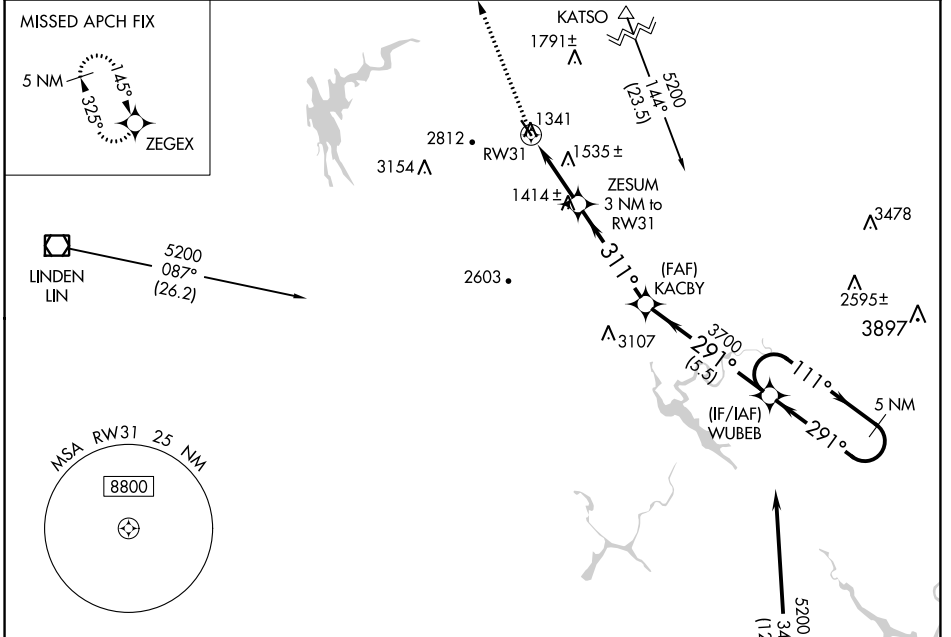 MISSED APCH FIX
5 NM
145°
325°
ZEGEX
KATSO
1791±
5200
144°
(23.5)
1341
2812
RW31
3154
1535±
1414±
ZESUM
3 NM to
RW31
3478
LINDEN
LIN
5200
087°
(26.2)
311°
2603
(FAF)
KACBY
2595±
3897
3107
3700
291°
(5.5)
111°
5 NM
(IF/IAF)
WUBEB
291°
MSA RW31 25 NM
8800
5200